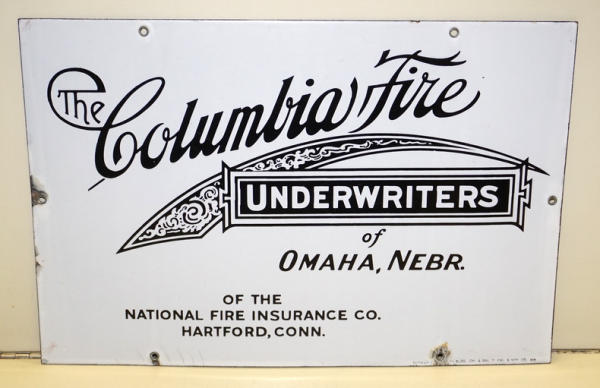 The Columbia Fire
UNDERWRITERS
of
OMAHA, NEBR.
OF THE
NATIONAL FIRE INSURANCE CO.
HARTFORD, CONN.